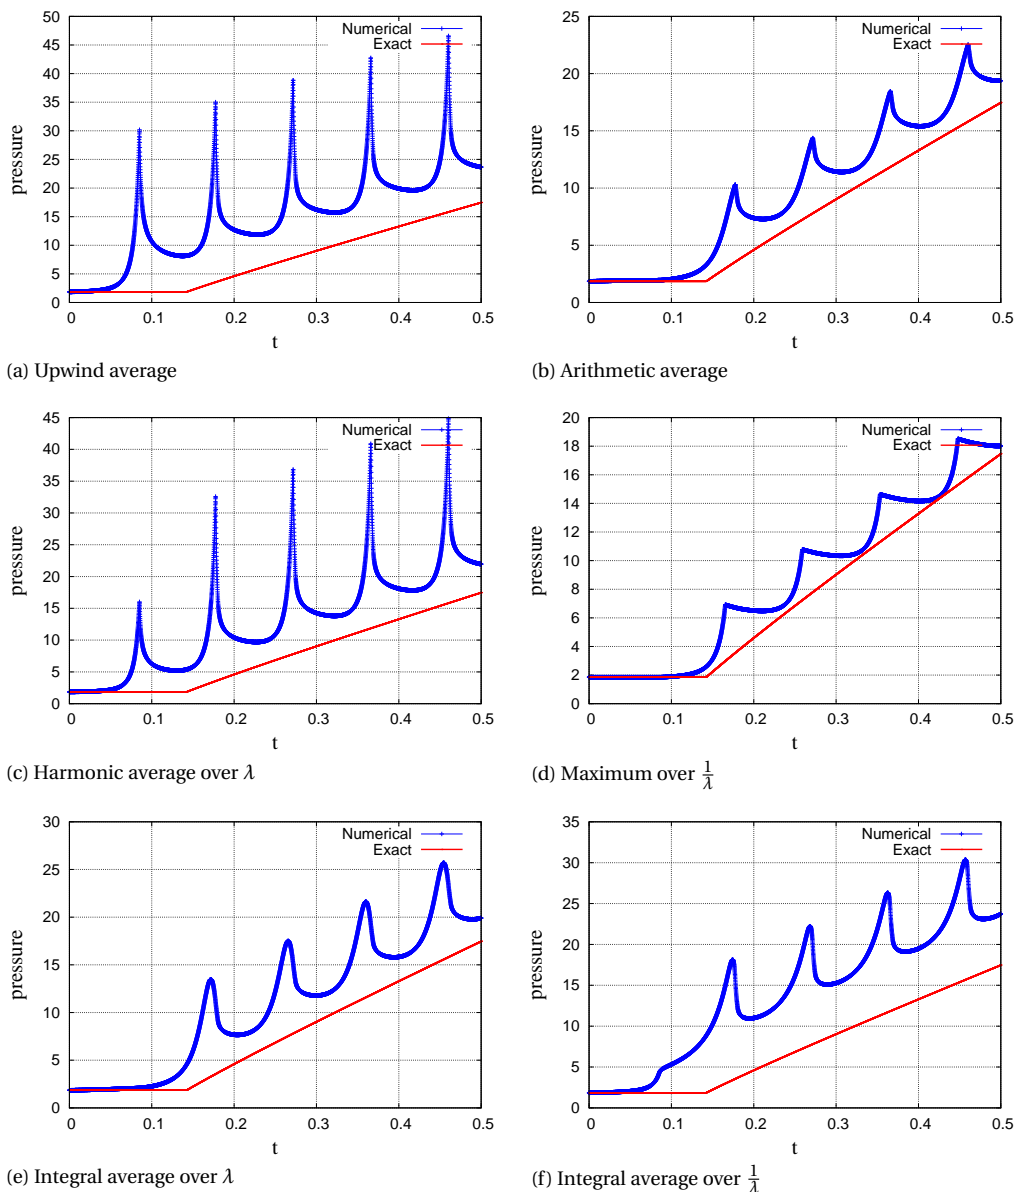 50
45
40
35
30
25
20
15
10
5
0
pressure
Numerical
Exact
0 0.1 0.2 0.3 0.4 0.5
t
(a) Upwind average
25
20
15
10
5
0
pressure
Numerical
Exact
0 0.1 0.2 0.3 0.4 0.5
t
(b) Arithmetic average
45
40
35
30
25
20
15
10
5
0
pressure
Numerical
Exact
0 0.1 0.2 0.3 0.4 0.5
t
(c) Harmonic average over λ
20
18
16
14
12
10
8
6
4
2
0
pressure
Numerical
Exact
0 0.1 0.2 0.3 0.4 0.5
t
(d) Maximum over 1/λ
30
25
20
15
10
5
0
pressure
Numerical
Exact
0 0.1 0.2 0.3 0.4 0.5
t
(e) Integral average over λ
35
30
25
20
15
10
5
0
pressure
Numerical
Exact
0 0.1 0.2 0.3 0.4 0.5
t
(f) Integral average over 1/λ